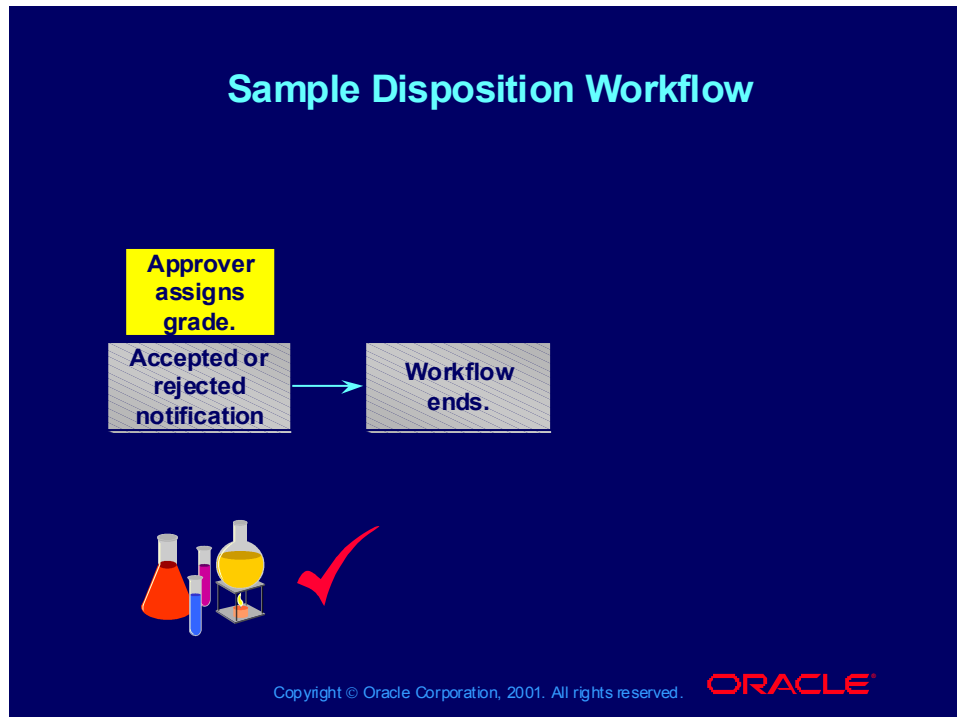 Sample Disposition Workflow
Approver
assigns
grade.
Accepted or
rejected
notification
Workflow
ends.
Copyright © Oracle Corporation, 2001. All rights reserved.
ORACLE®